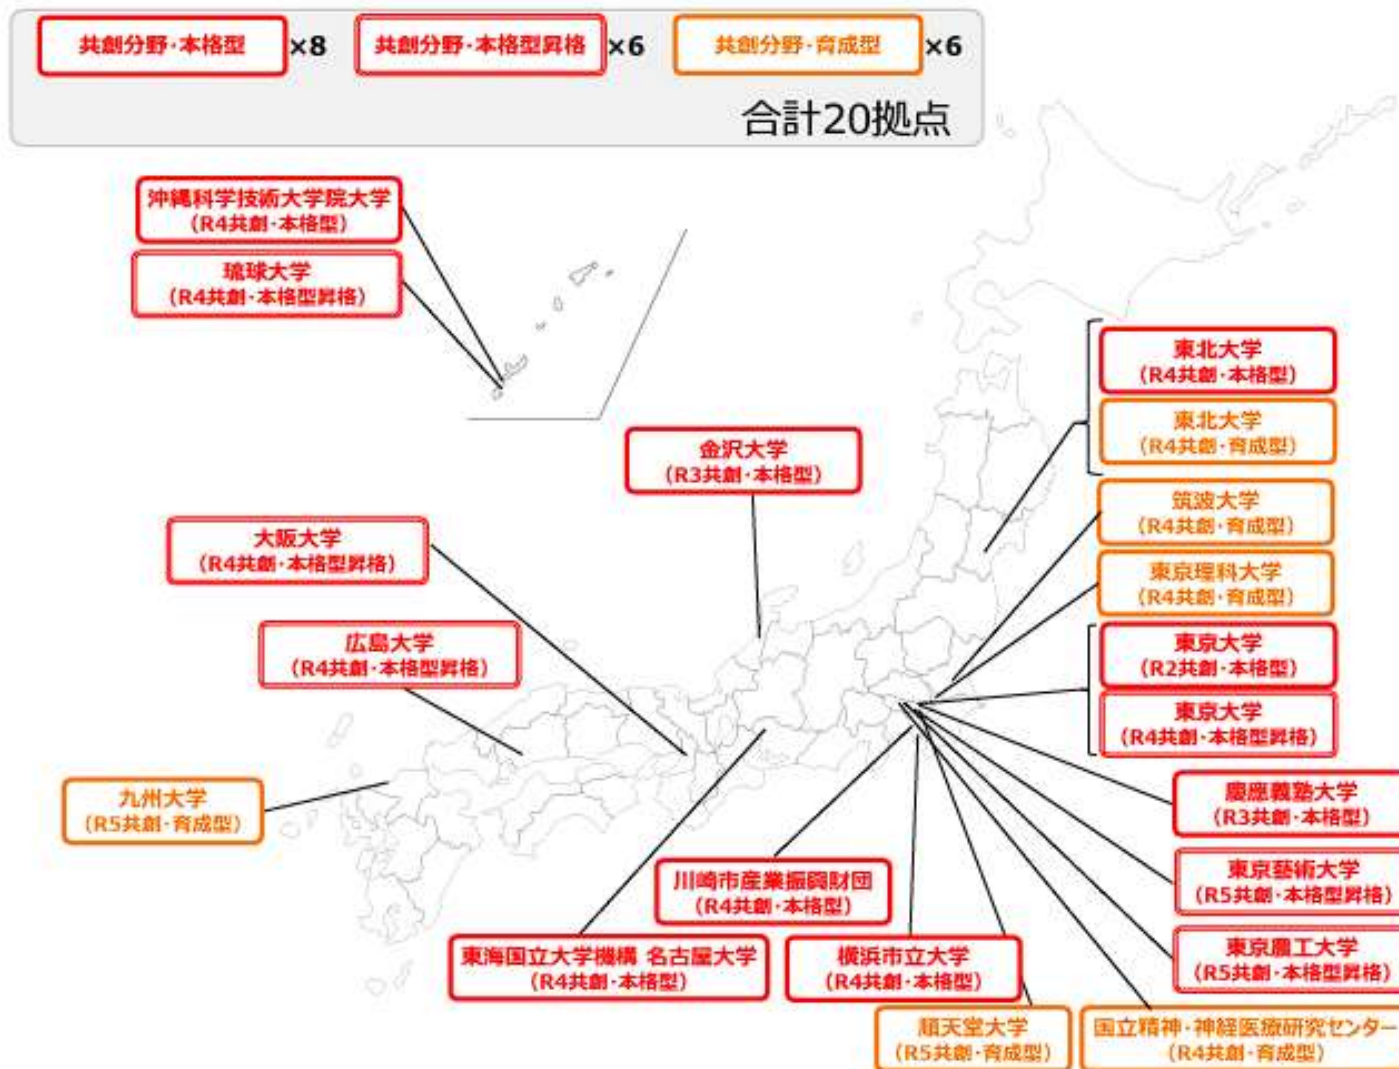 共創分野・本格型 ×8
共創分野・本格型昇格 ×6
共創分野・育成型 ×6
合計20拠点
沖縄科学技術大学院大学
(R4共創・本格型)
琉球大学
(R4共創・本格型昇格)
東北大学
(R4共創・本格型)
東北大学
(R4共創・育成型)
金沢大学
(R3共創・本格型)
筑波大学
(R4共創・育成型)
大阪大学
(R4共創・本格型昇格)
東京理科大学
(R4共創・育成型)
広島大学
(R4共創・本格型昇格)
東京大学
(R2共創・本格型)
東京大学
(R4共創・本格型昇格)
九州大学
(R5共創・育成型)
慶應義塾大学
(R3共創・本格型)
川崎市産業振興財団
(R4共創・本格型)
東京藝術大学
(R5共創・本格型昇格)
東海国立大学機構 名古屋大学
(R4共創・本格型)
横浜市立大学
(R4共創・本格型)
東京農工大学
(R5共創・本格型昇格)
順天堂大学
(R5共創・育成型)
国立精神・神経医療研究センター
(R4共創・育成型)